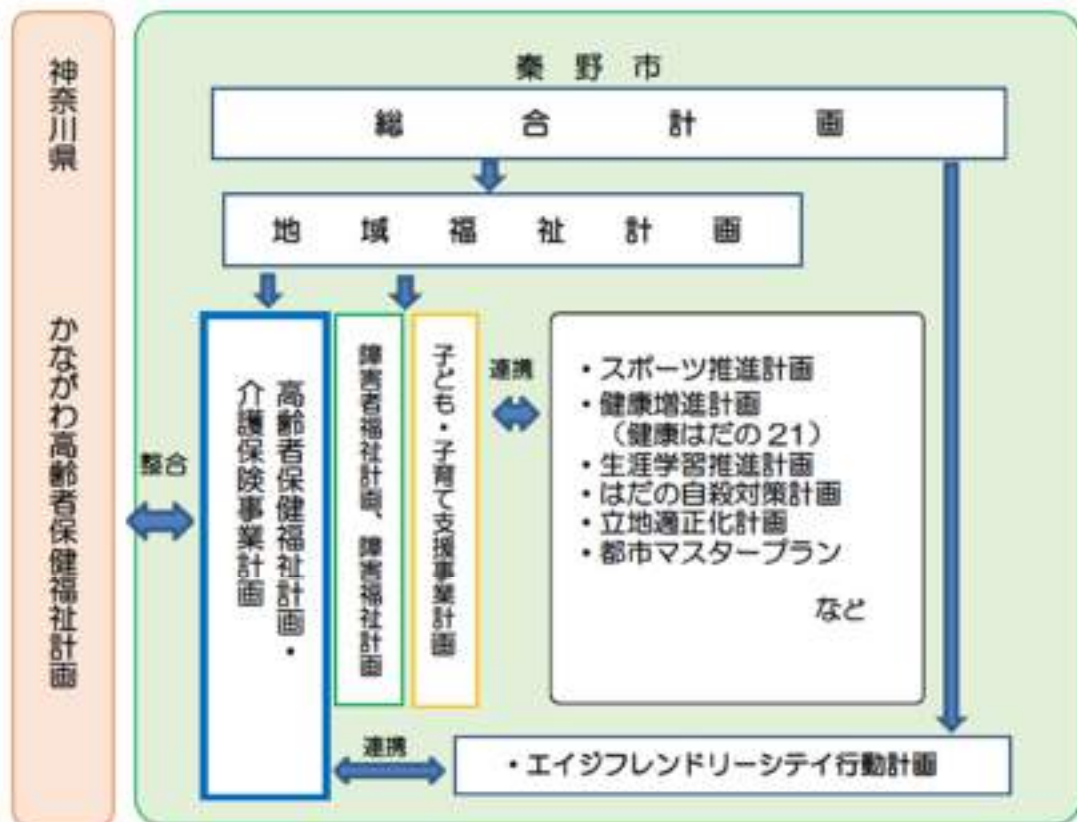 神奈川県
かながわ高齢者保健福祉計画
秦野市
総合計画
地域福祉計画
整合
高齢者保健福祉計画・
介護保険事業計画
障害者福祉計画、障害福祉計画
子ども・子育て支援事業計画
連携
・スポーツ推進計画
・健康増進計画
（健康はだの21）
・生涯学習推進計画
・はだの自殺対策計画
・立地適正化計画
・都市マスタープラン
など
連携
・エイジフレンドリーシテイ行動計画